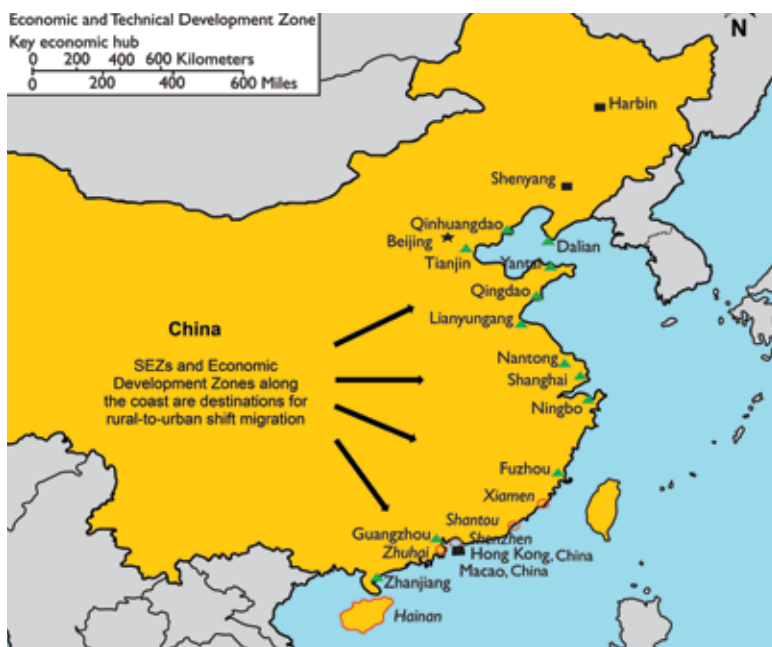 Economic and Technical Development Zone
Key economic hub
0 200 400 600 Kilometers
0 200 400 600 Miles
N
Harbin
Shenyang
Qinhuangdao
Beijing
Dalian
Tianjin
Yantai
Qingdao
Lianyungang
China
SEZs and Economic
Development Zones along
the coast are destinations for
rural-to-urban shift migration
Nantong
Shanghai
Ningbo
Fuzhou
Xiamen
Shantou
Guangzhou
Shenzhen
Zhuhai
Hong Kong, China
Macao, China
Zhanjiang
Hainan